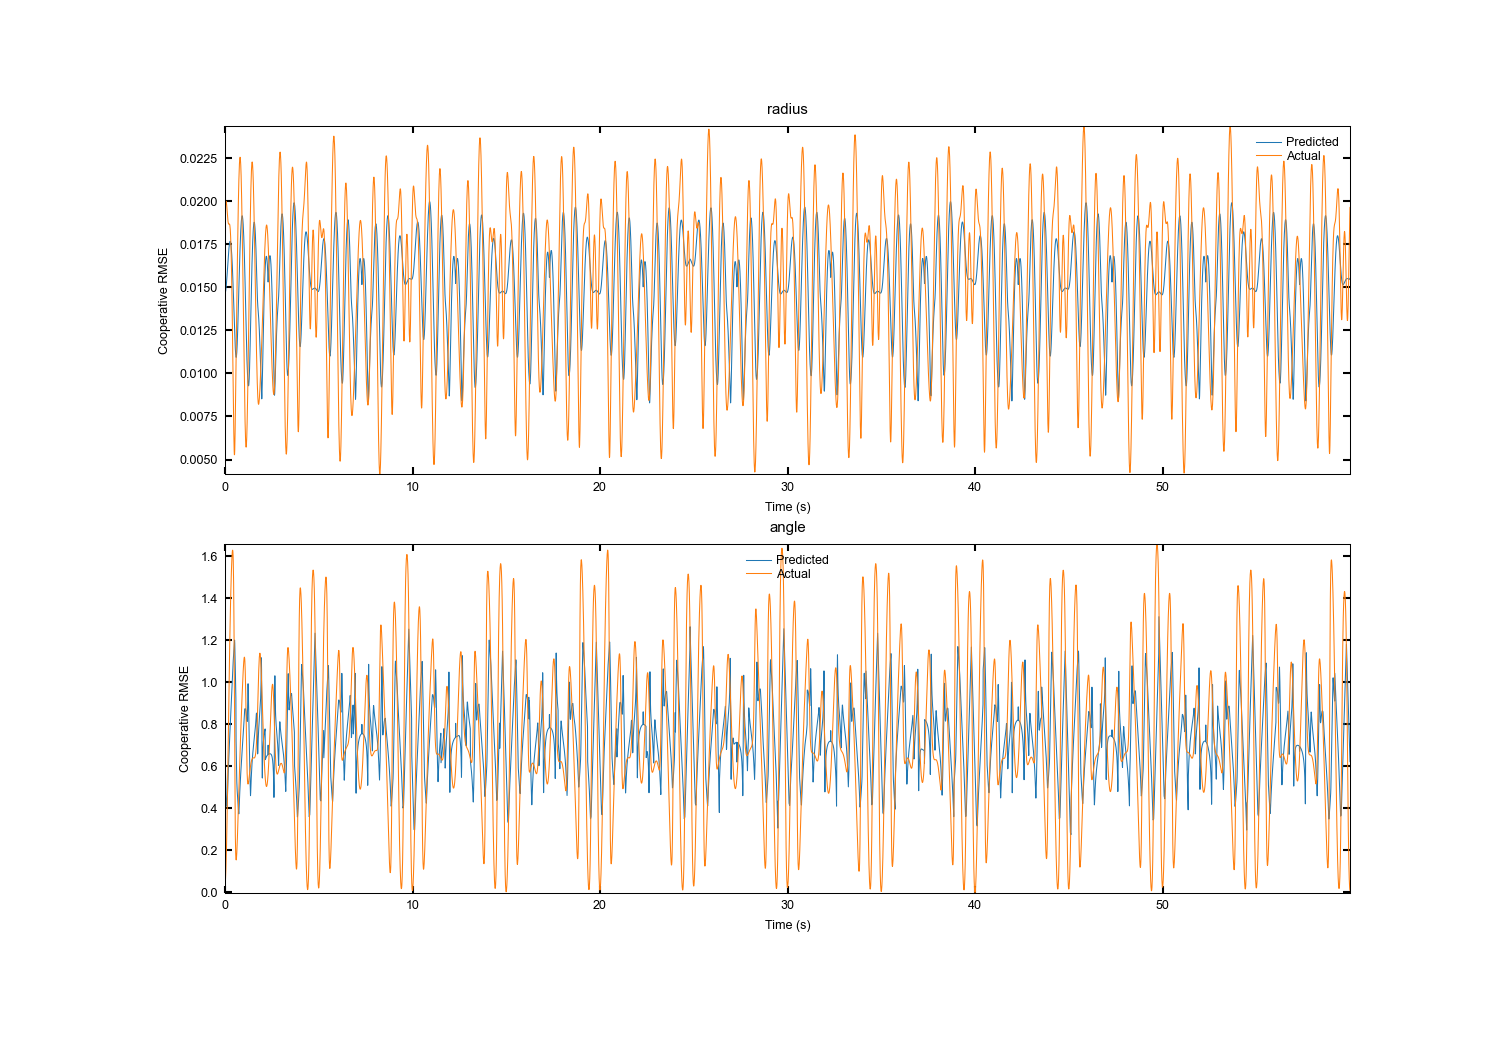 radius
Predicted
Actual
0.0225
0.0200
0.0175
0.0150
0.0125
0.0100
0.0075
0.0050
Cooperative RMSE
0 10 20 30 40 50
Time (s)
angle
Predicted
Actual
1.6
1.4
1.2
1.0
0.8
0.6
0.4
0.2
0.0
Cooperative RMSE
0 10 20 30 40 50
Time (s)